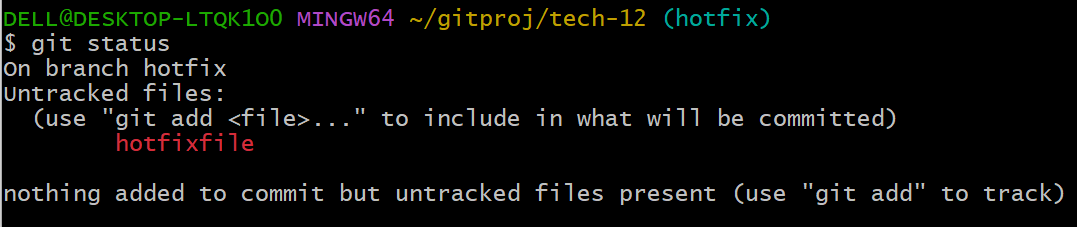 DELL@DESKTOP-LTQK1O0 MINGW64 ~/gitproj/tech-12 (hotfix)
$ git status
On branch hotfix
Untracked files:
  (use "git add <file>..." to include in what will be committed)
        hotfixfile

nothing added to commit but untracked files present (use "git add" to track)